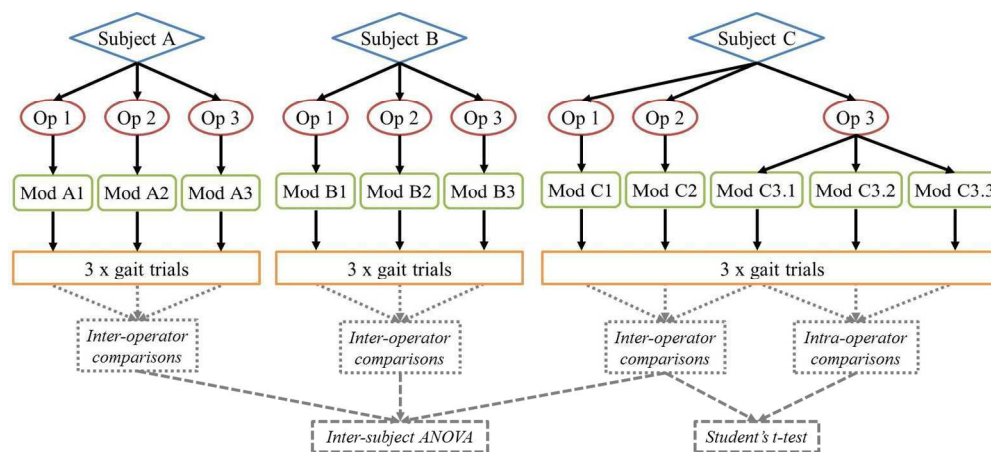 Subject A
Subject B
Subject C
Op 1
Op 2
Op 3
Op 1
Op 2
Op 3
Op 1
Op 2
Op 3
Mod A1
Mod A2
Mod A3
Mod B1
Mod B2
Mod B3
Mod C1
Mod C2
Mod C3.1
Mod C3.2
Mod C3.3
3 x gait trials
3 x gait trials
3 x gait trials
Inter-operator
comparisons
Inter-operator
comparisons
Inter-operator
comparisons
Intra-operator
comparisons
Inter-subject ANOVA
Student's t-test